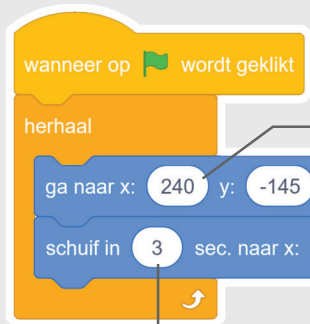 wanneer op wordt geklikt
herhaal
ga naar x: 240 y: -145
schuif in 3 sec. naar x: